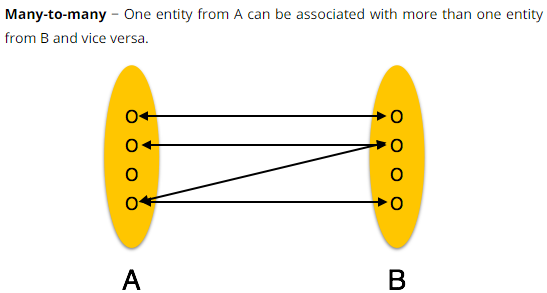 Many-to-many − One entity from A can be associated with more than one entity
from B and vice versa.
A B